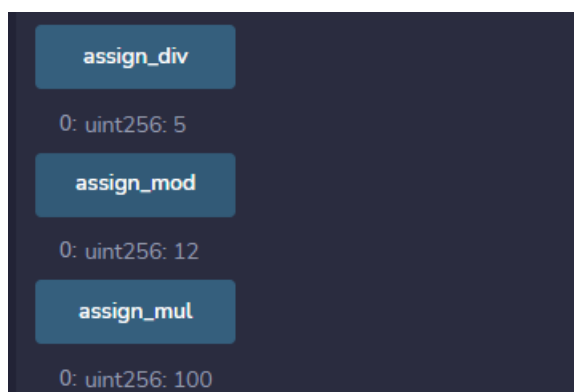 assign_div
0: uint256: 5
assign_mod
0: uint256: 12
assign_mul
0: uint256: 100